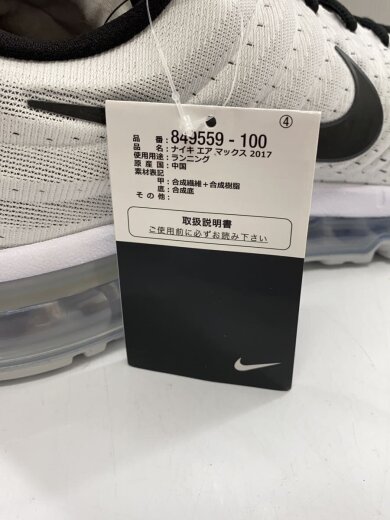 ④
品 番：849559 - 100
品 名：ナイキ エア マックス 2017
使用用途：ランニング
原 産 国：中国
素材表記
甲：合成繊維＋合成樹脂
底：合成底
そ の 他：
取扱説明書
ご使用前に必ずお読み下さい